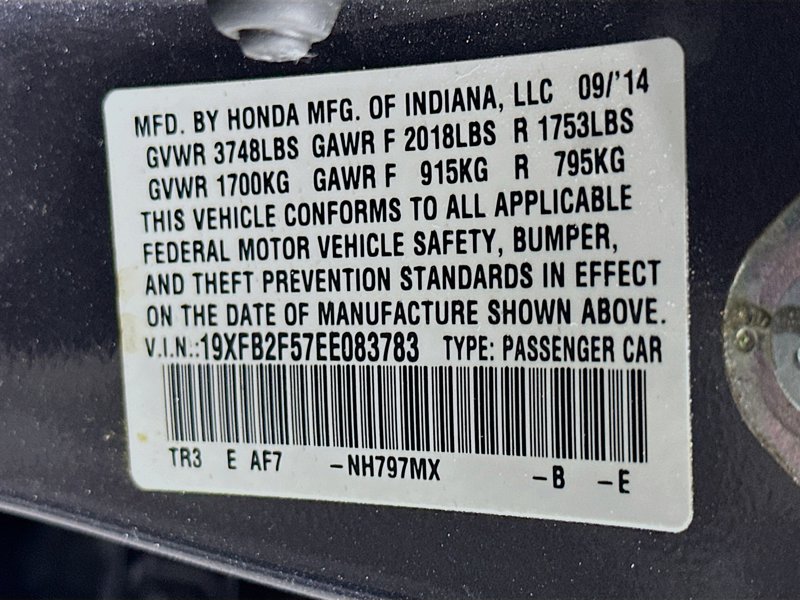 MFD. BY HONDA MFG. OF INDIANA, LLC 09/'14
GVWR 3748LBS GAWR F 2018LBS R 1753LBS
GVWR 1700KG GAWR F 915KG R 795KG
THIS VEHICLE CONFORMS TO ALL APPLICABLE
FEDERAL MOTOR VEHICLE SAFETY, BUMPER,
AND THEFT PREVENTION STANDARDS IN EFFECT
ON THE DATE OF MANUFACTURE SHOWN ABOVE.
V.I.N.:19XFB2F57EE083783 TYPE: PASSENGER CAR
TR3 E AF7 -NH797MX -B -E